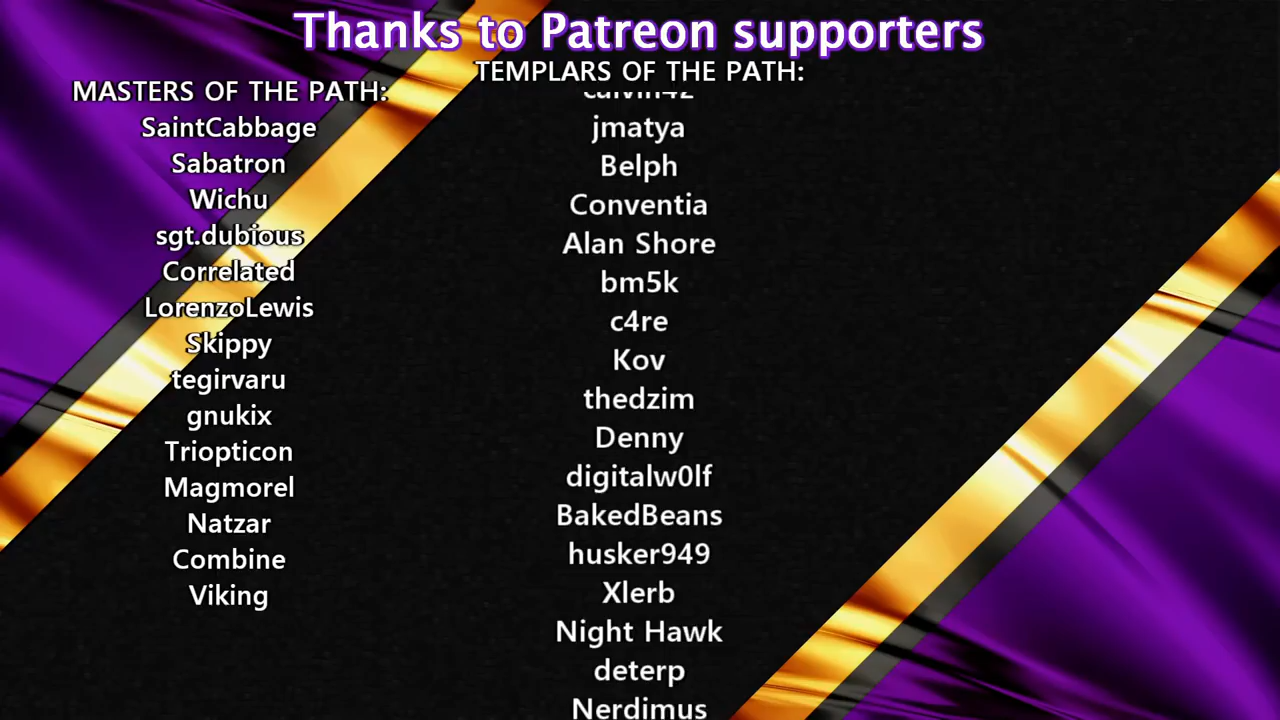 Thanks to Patreon supporters
MASTERS OF THE PATH:
SaintCabbage
Sabatron
Wichu
sgt.dubious
Correlated
LorenzoLewis
Skippy
tegirvaru
gnukix
Triopticon
Magmorel
Natzar
Combine
Viking
TEMPLARS OF THE PATH:
jmatya
Belph
Conventia
Alan Shore
bm5k
c4re
Kov
thedzim
Denny
digitalw0lf
BakedBeans
husker949
Xlerb
Night Hawk
deterp
Nerdimus